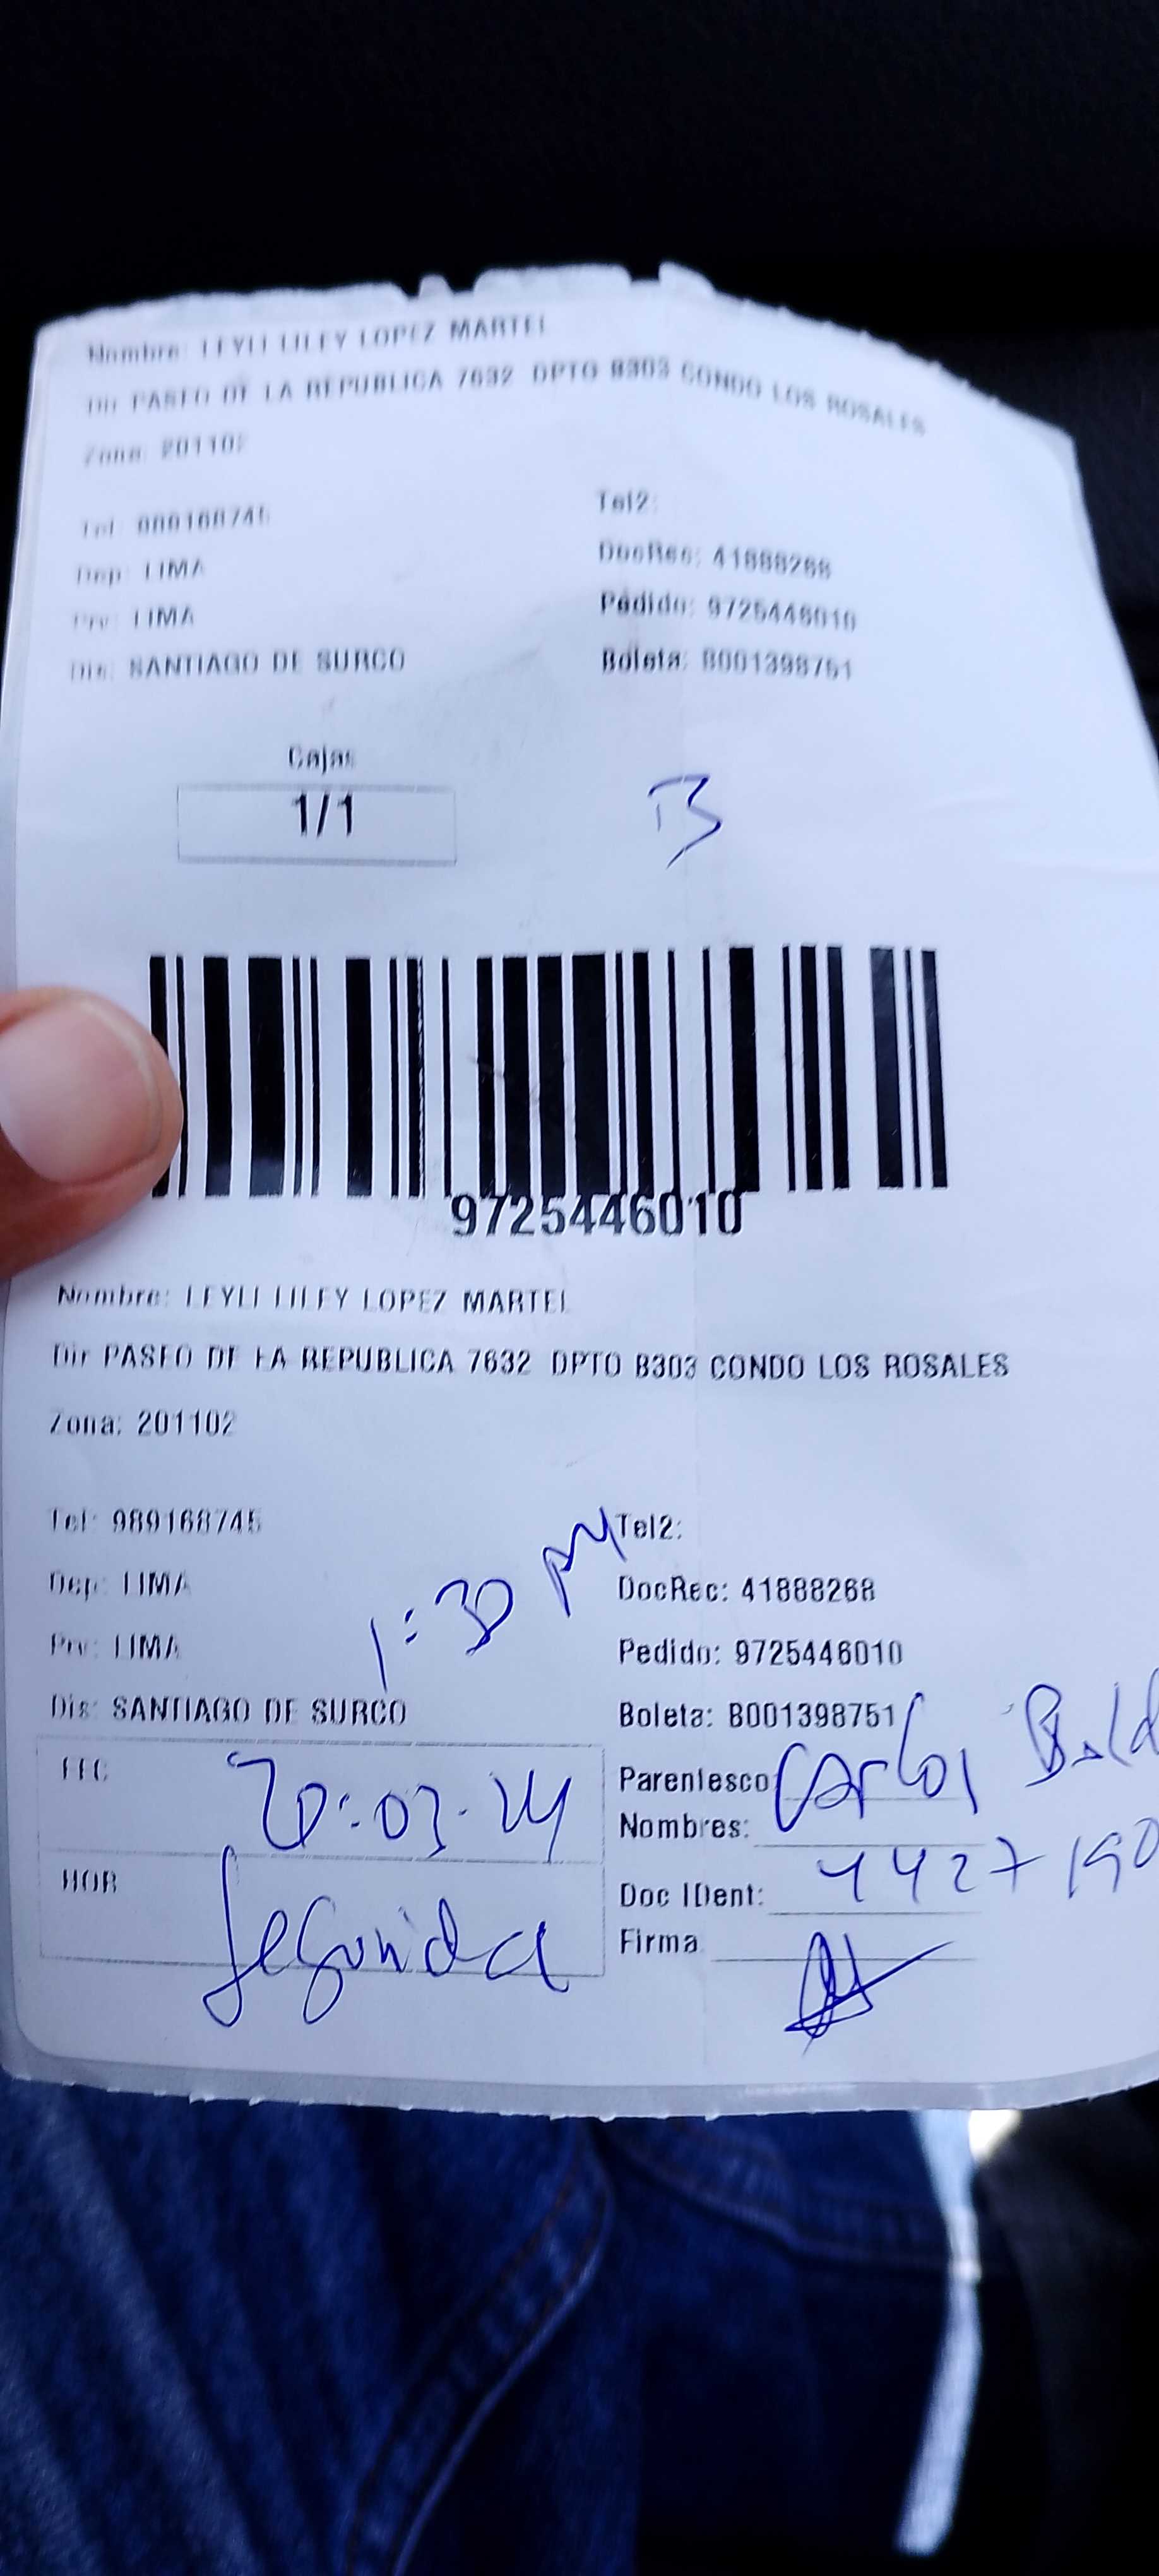 Nombre: LEYLI LILEY LOPEZ MARTEL
Dir PASEO DE LA REPUBLICA 7632 DPTO B303 CONDO LOS ROSALES
Zona: 201102
Tel: 989168745 Tel2:
Dep: LIMA DocRec: 41888268
Prv: LIMA Pedido: 9725446010
Dis: SANTIAGO DE SURCO Boleta: B001398751
Cajas
1/1
9725446010
Nombre: LEYLI LILEY LOPEZ MARTEL
Dir PASEO DE LA REPUBLICA 7632 DPTO B303 CONDO LOS ROSALES
Zona: 201102
Tel: 989168745 Tel2:
Dep: LIMA 1:30 PM DocRec: 41888268
Prv: LIMA Pedido: 9725446010
Dis: SANTIAGO DE SURCO Boleta: B001398751
FEC 20-03-24 Parentesco
Nombres: Carlos
HOR Segunda Doc IDent:
Firma